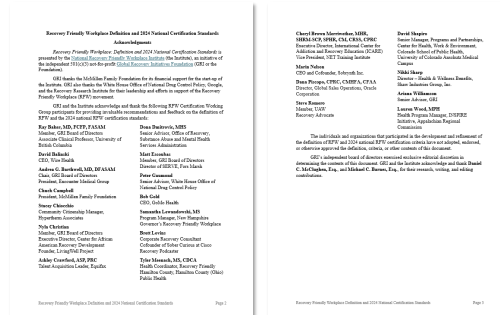 Recovery Friendly Workplace Definition and 2024 National Certification Standards
Acknowledgements
Recovery Friendly Workplace: Definition and 2024 National Certification Standards is
presented by the National Recovery Friendly Workplace Institute (the Institute), an initiative of
the independent 501(c)(3) not-for-profit Global Recovery Initiatives Foundation (GRI or the
Foundation).
GRI thanks the McMillen Family Foundation for its support for the start-up of
the Institute. GRI also thanks the White House Office of National Drug Control Policy, Google,
and the Recovery Research Institute for their leadership and efforts in support of the Recovery
Friendly Workplace (RFW) movement.
GRI and the Institute acknowledge and thank the following RFW Certification Working
Group participants for providing invaluable recommendations and feedback on the definition of
RFW and the 2024 national RFW certification standards.
Ray Baker, MD, FCFP, FASAM
Member, GRI Board of Directors
Associate Clinical Professor, University of
British Columbia
David Belinski
CEO, Vice Health
Andrea G. Barthwell, MD, DFASAM
Chair, GRI Board of Directors
President, Encounter Medical Group
Chuck Campbell
President, McMillen Family Foundation
Stacey Chiocchio
Community Citizenship Manager,
Hypertherm Associates
Nyla Christian
Member, GRI Board of Directors
Executive Director, Center for African
American Recovery Development
Founder, LivingWell Project
Ashley Crawford, ASP, PHR
Talent Acquisition Leader, Equifax
Dona Dmitrovic, MHS
Senior Advisor, Office of Recovery,
Substance Abuse and Mental Health
Services Administration
Matt Escoubas
Member, GRI Board of Directors
Director of SERVE, Fors Marsh
Peter Gaumond
Senior Advisor, White House Office of
National Drug Control Policy
Bob Gold
CEO, GoMo Health
Samantha Lewandowski, MS
Program Manager, New Hampshire
Governor's Recovery Friendly Workplace
Brett Lovins
Corporate Recovery Consultant
Cofounder of Sober Curious at Cisco
Recovery Podcaster
Tyler Mesnack, MS, CDCA
Health Coordinator, Recovery Friendly
Hamilton County, Hamilton County (Ohio)
Public Health
Recovery Friendly Workplace Definition and 2024 National Certification Standards Page 2
Cheryl Brown Merriwether, MHR,
SHRM-SCP, SPHR, CM, CRSS, CPRC
Executive Director, International Center for
Addiction and Recovery Education (ICARE)
Vice President, NET Training Institute
Marin Nelson
CEO and Cofounder, Nobreath Inc.
Dana Piscopo, CPRC, CMHFA, CFAA
Director, Global Sales Operations, Oracle
Corporation
Steve Romero
Member, UAW
Recovery Advocate
David Shapiro
Senior Manager, Programs and Partnerships,
Center for Health, Work & Environment,
Colorado School of Public Health,
University of Colorado Anschutz Medical
Campus
Nikki Sharp
Director – Health & Wellness Benefits,
Shaw Industries Group, Inc.
Ariana Williamson
Senior Advisor, GRI
Lauren Wood, MPH
Health Program Manager, INSPIRE
Initiative, Appalachian Regional
Commission
The individuals and organizations that participated in the development and refinement of
the definition of RFW and 2024 RFW national certification criteria have not adopted, endorsed,
or otherwise approved the definition, criteria, or other contents of this document.
GRI's independent board of directors exercised exclusive editorial discretion in
determining the contents of this document. GRI and the Institute acknowledge and thank Daniel
C. McClughen, Esq., and Michael C. Barnes, Esq., for their research, writing, and editing
contributions.
Recovery Friendly Workplace Definition and 2024 National Certification Standards Page 3